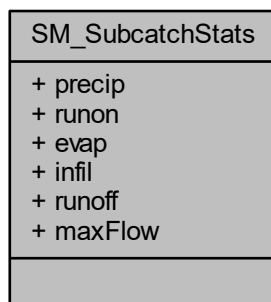 SM_SubcatchStats
+ precip
+ runon
+ evap
+ infil
+ runoff
+ maxFlow